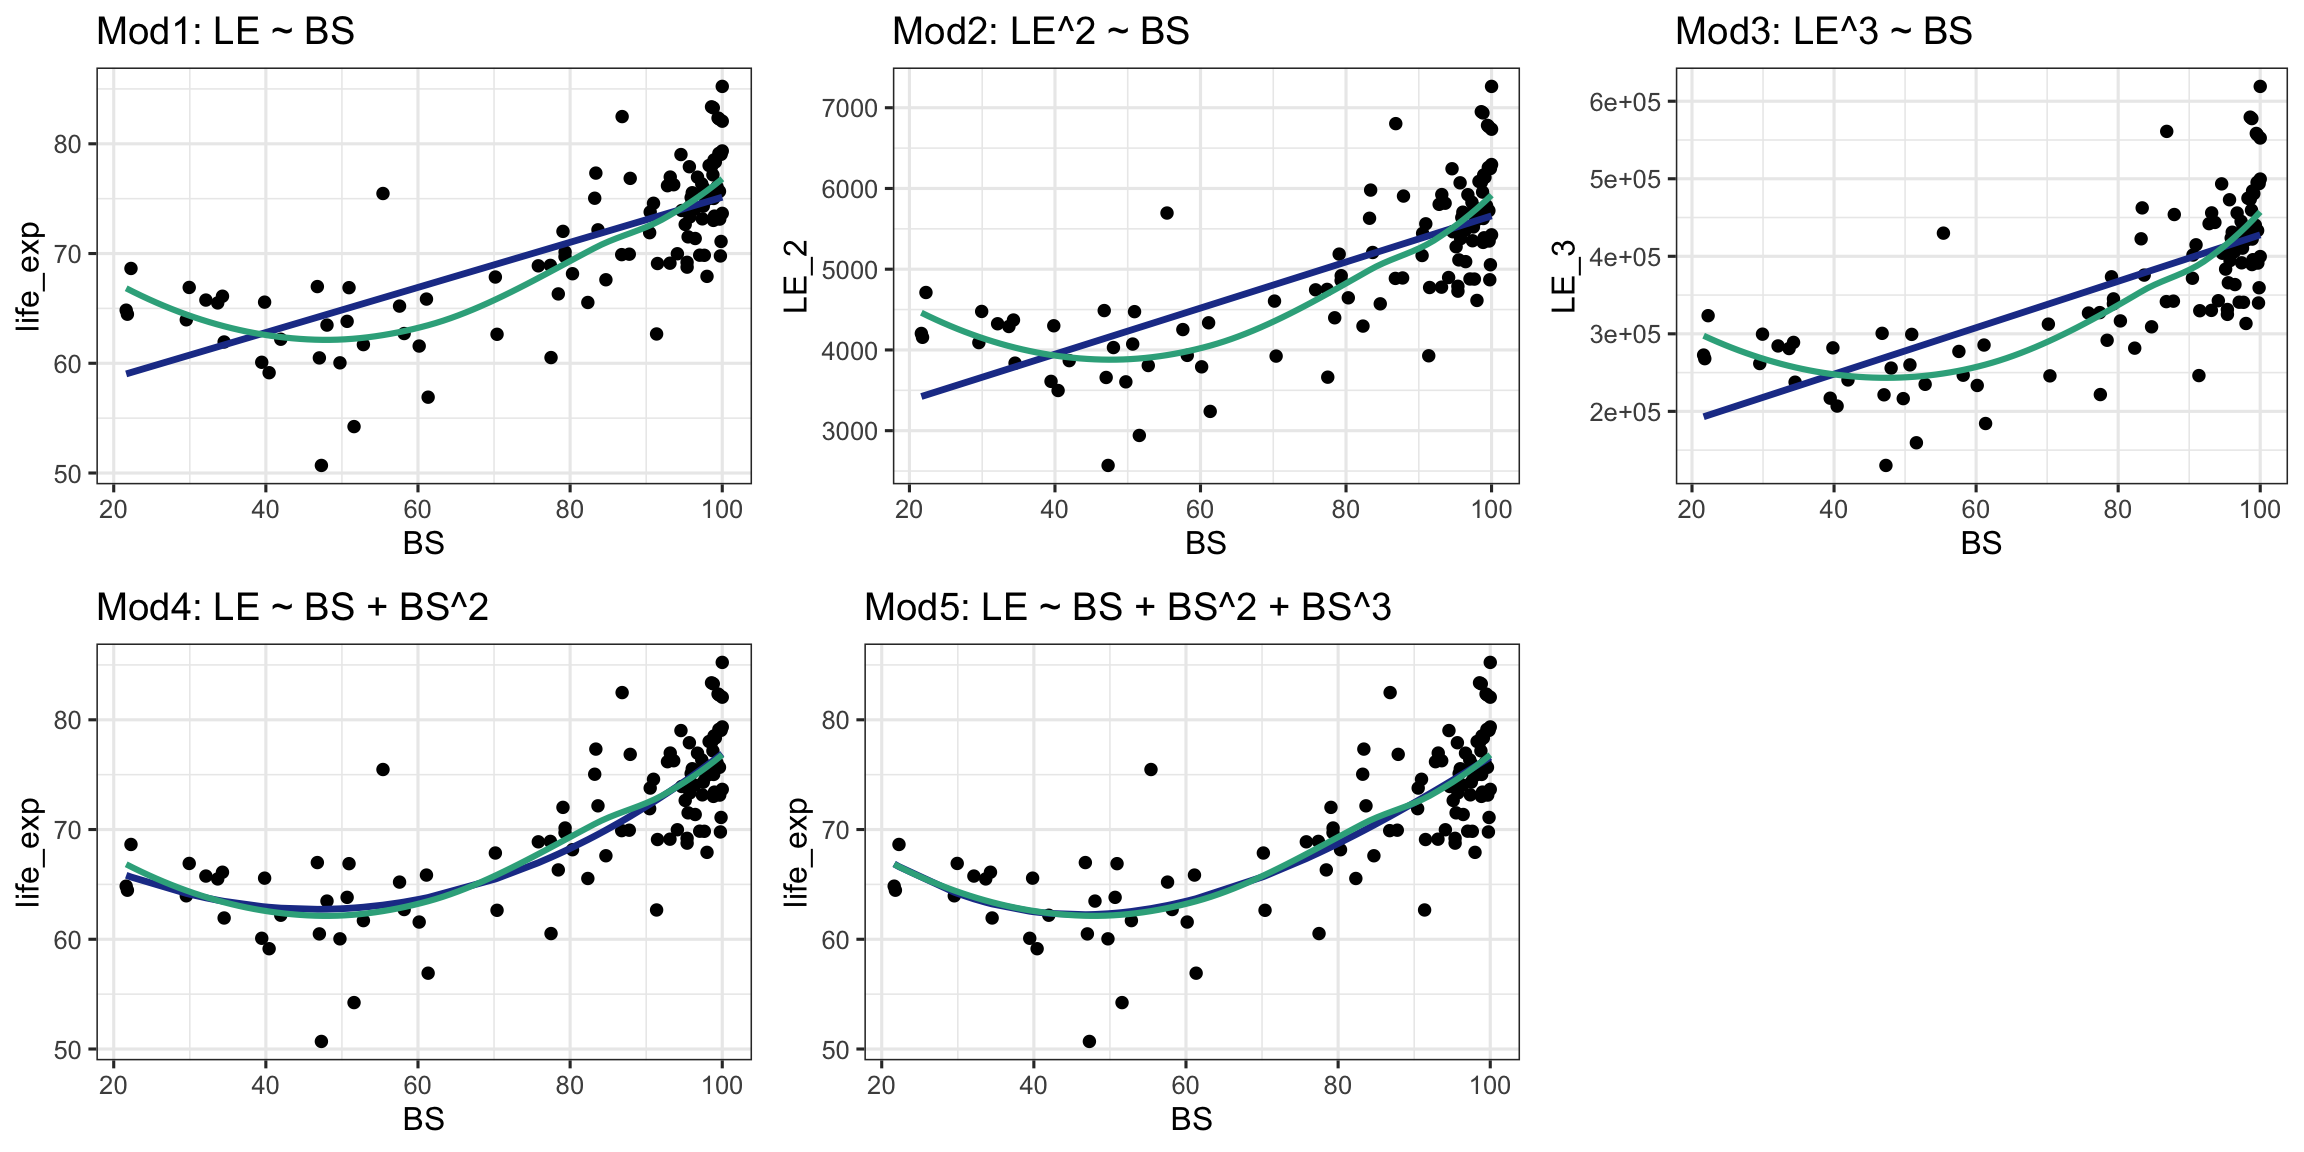 Mod1: LE ~ BS
life_exp
80
70
60
50
20 40 60 80 100
BS
Mod2: LE^2 ~ BS
LE_2
7000
6000
5000
4000
3000
20 40 60 80 100
BS
Mod3: LE^3 ~ BS
LE_3
6e+05
5e+05
4e+05
3e+05
2e+05
20 40 60 80 100
BS
Mod4: LE ~ BS + BS^2
life_exp
80
70
60
50
20 40 60 80 100
BS
Mod5: LE ~ BS + BS^2 + BS^3
life_exp
80
70
60
50
20 40 60 80 100
BS